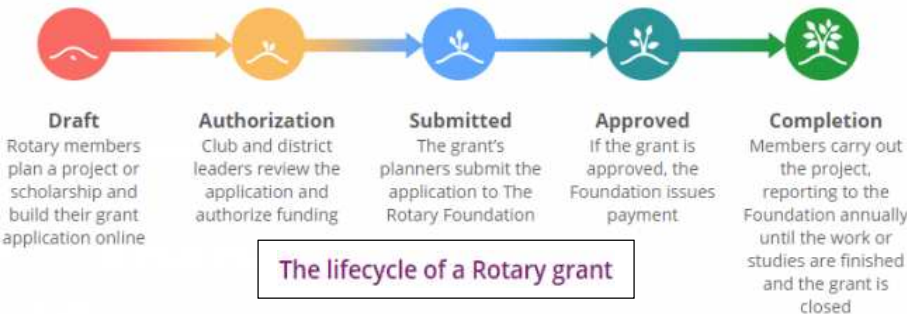 Draft
Rotary members
plan a project or
scholarship and
build their grant
application online
Authorization
Club and district
leaders review the
application and
authorize funding
Submitted
The grant's
planners submit the
application to The
Rotary Foundation
Approved
If the grant is
approved, the
Foundation issues
payment
Completion
Members carry out
the project,
reporting to the
Foundation annually
until the work or
studies are finished
and the grant is
closed
The lifecycle of a Rotary grant